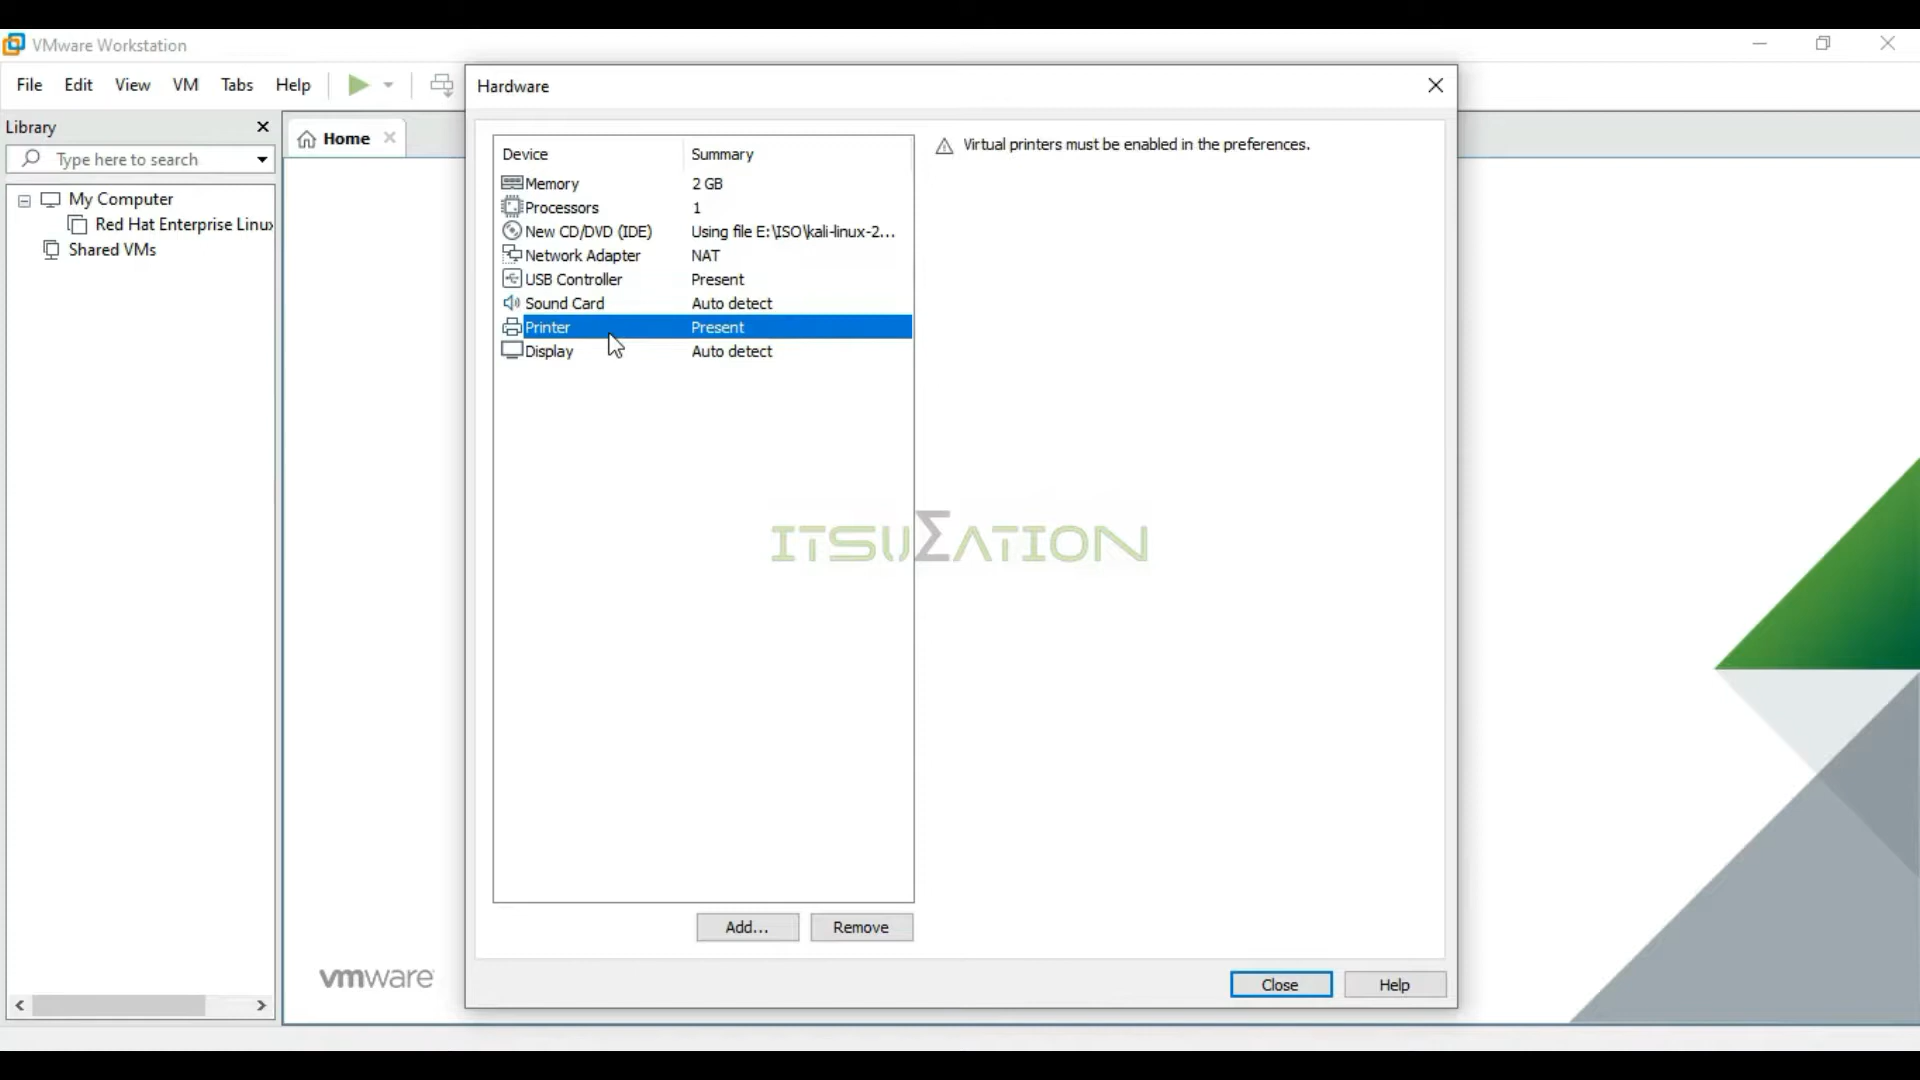 VMware Workstation
File Edit View VM Tabs Help
Hardware
Library
Home
Type here to search
My Computer
Red Hat Enterprise Linux
Shared VMs
Device Summary
Memory 2 GB
Processors 1
New CD/DVD (IDE) Using file E:\ISO\kali-linux-2...
Network Adapter NAT
USB Controller Present
Sound Card Auto detect
Printer Present
Display Auto detect
Virtual printers must be enabled in the preferences.
ITSUΣATION
Add... Remove
vmware
Close Help